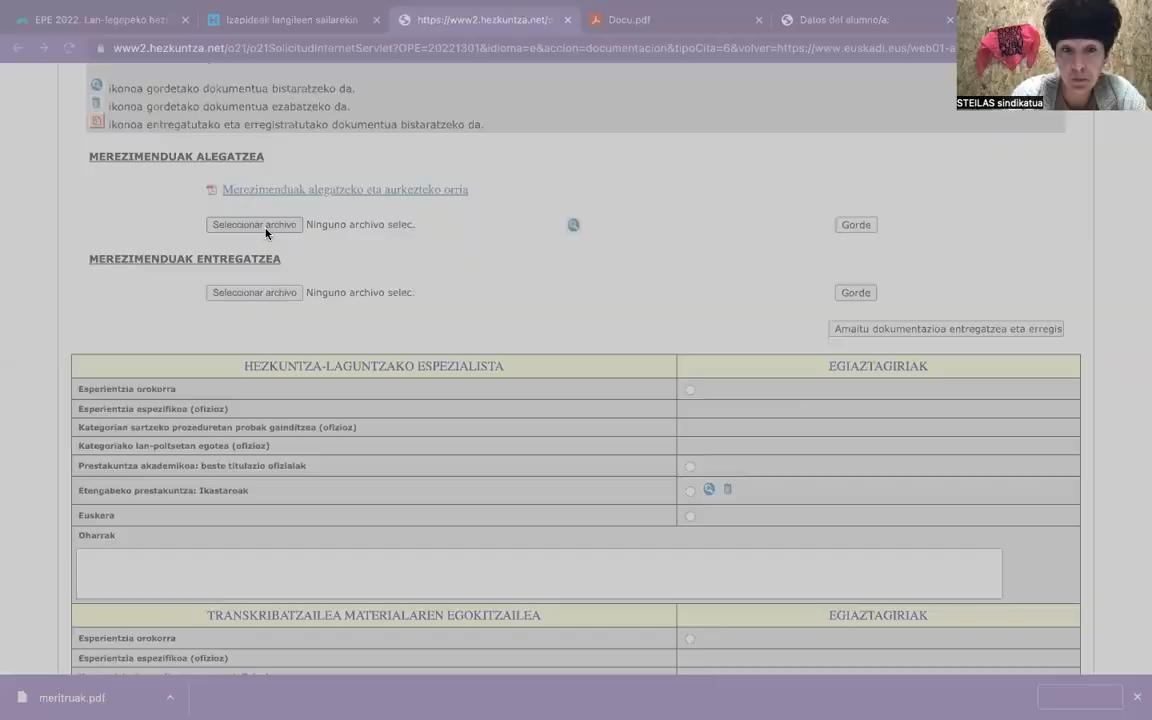 EPE 2022. Lan-legepeko hezi
Izapideak langileen sailarekin
https://www2.hezkuntza.net/o
Docu.pdf
Datos del alumno/a:
www2.hezkuntza.net/o21/o21SolicitudInternetServlet?OPE=20221301&idioma=e&accion=documentacion&tipoCita=6&volver=https://www.euskadi.eus/web01-a
STEILAS sindikatua
ikonoa gordetako dokumentua bistaratzeko da.
ikonoa gordetako dokumentua ezabatzeko da.
ikonoa entregatutako eta erregistratutako dokumentua bistaratzeko da.
MEREZIMENDUAK ALEGATZEA
Merezimenduak alegatzeko eta aurkezteko orria
Seleccionar archivo Ninguno archivo selec. Gorde
MEREZIMENDUAK ENTREGATZEA
Seleccionar archivo Ninguno archivo selec. Gorde
Amaitu dokumentazioa entregatzea eta erregis
HEZKUNTZA-LAGUNTZAKO ESPEZIALISTA EGIAZTAGIRIAK
Esperientzia orokorra
Esperientzia espezifikoa (ofizioz)
Kategorian sartzeko prozeduretan probak gainditzea (ofizioz)
Kategoriako lan-poltsetan egotea (ofizioz)
Prestakuntza akademikoa: beste titulazio ofizialak
Etengabeko prestakuntza: Ikastaroak
Euskera
Oharrak
TRANSKRIBATZAILEA MATERIALAREN EGOKITZAILEA EGIAZTAGIRIAK
Esperientzia orokorra
Esperientzia espezifikoa (ofizioz)
meritruak.pdf